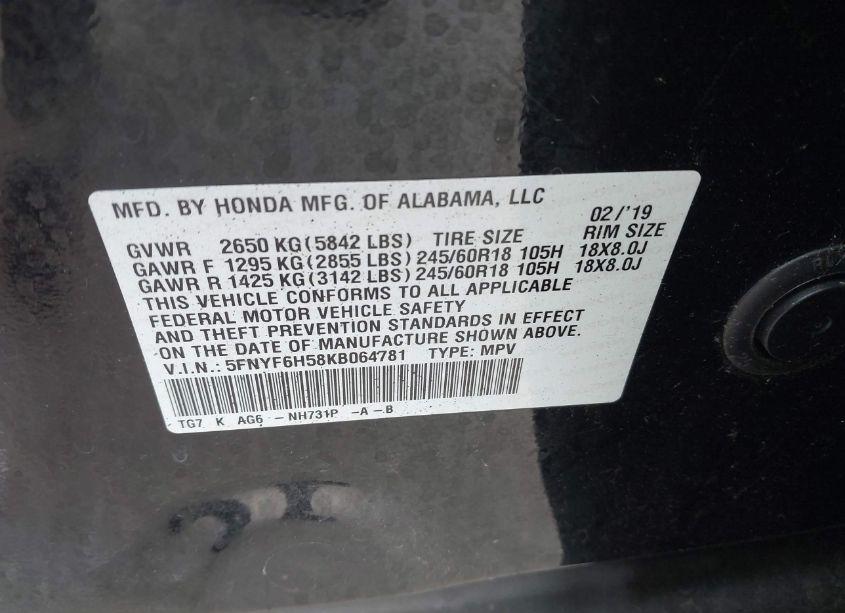 MFD. BY HONDA MFG. OF ALABAMA, LLC 02/'19
GVWR 2650 KG(5842 LBS) TIRE SIZE RIM SIZE
GAWR F 1295 KG(2855 LBS)245/60R18 105H 18X8.0J
GAWR R 1425 KG(3142 LBS)245/60R18 105H 18X8.0J
THIS VEHICLE CONFORMS TO ALL APPLICABLE
FEDERAL MOTOR VEHICLE SAFETY
AND THEFT PREVENTION STANDARDS IN EFFECT
ON THE DATE OF MANUFACTURE SHOWN ABOVE.
V.I.N.: 5FNYF6H58KB064781 TYPE: MPV
TG7 K AG6 -NH731P -A-B